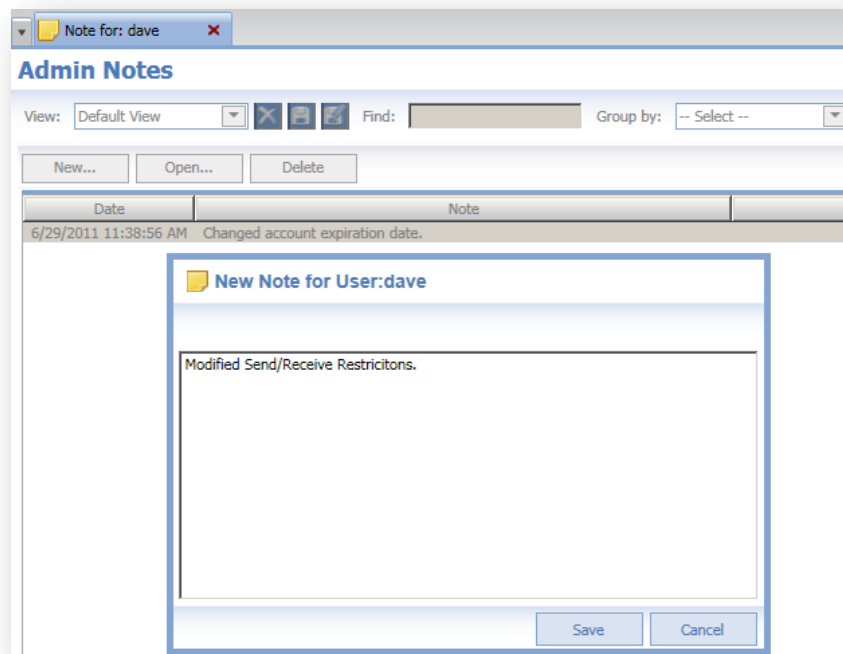 Note for: dave
Admin Notes
View: Default View Find: Group by: -- Select --
New... Open... Delete
Date Note
6/29/2011 11:38:56 AM Changed account expiration date.
New Note for User:dave
Modified Send/Receive Restricitons.
Save Cancel